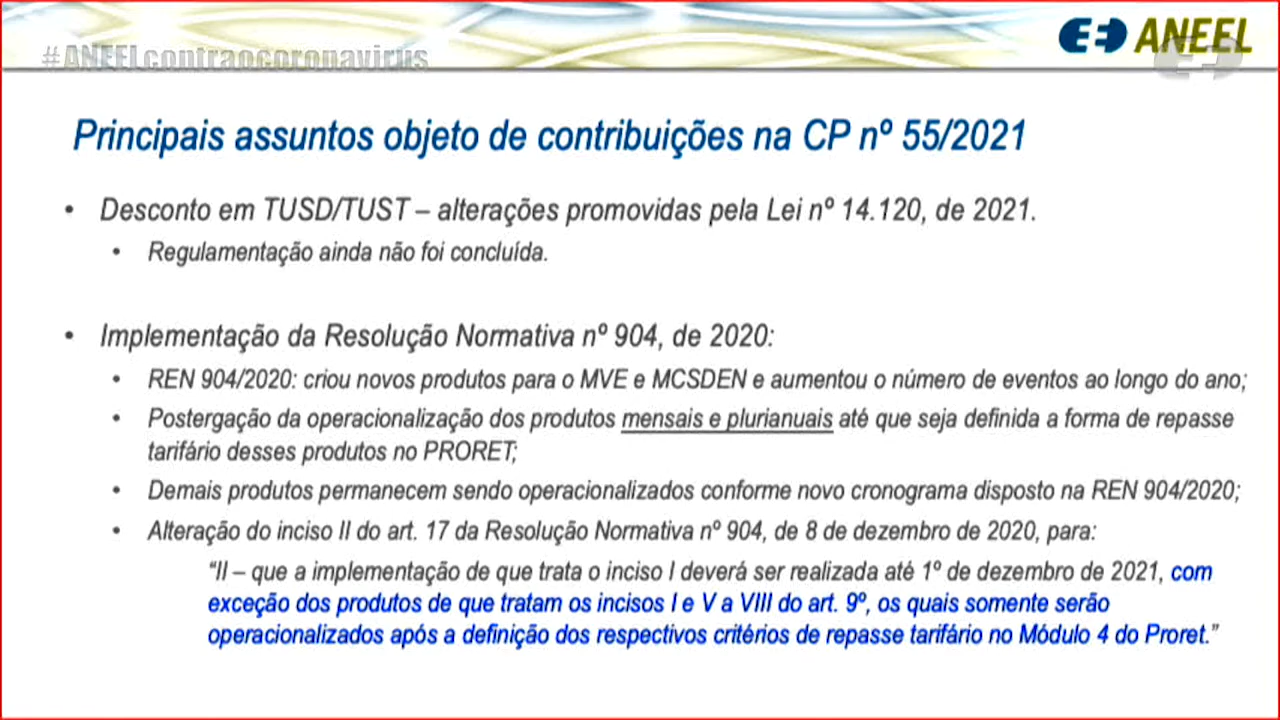 #ANEELcontraocoronavirus
ANEEL
Principais assuntos objeto de contribuições na CP nº 55/2021
• Desconto em TUSD/TUST – alterações promovidas pela Lei nº 14.120, de 2021.
• Regulamentação ainda não foi concluída.
• Implementação da Resolução Normativa nº 904, de 2020:
• REN 904/2020: criou novos produtos para o MVE e MCSDEN e aumentou o número de eventos ao longo do ano;
• Postergação da operacionalização dos produtos mensais e plurianuais até que seja definida a forma de repasse
tarifário desses produtos no PRORET;
• Demais produtos permanecem sendo operacionalizados conforme novo cronograma disposto na REN 904/2020;
• Alteração do inciso II do art. 17 da Resolução Normativa nº 904, de 8 de dezembro de 2020, para:
“II – que a implementação de que trata o inciso I deverá ser realizada até 1º de dezembro de 2021, com
exceção dos produtos de que tratam os incisos I e V a VIII do art. 9º, os quais somente serão
operacionalizados após a definição dos respectivos critérios de repasse tarifário no Módulo 4 do Proret.”